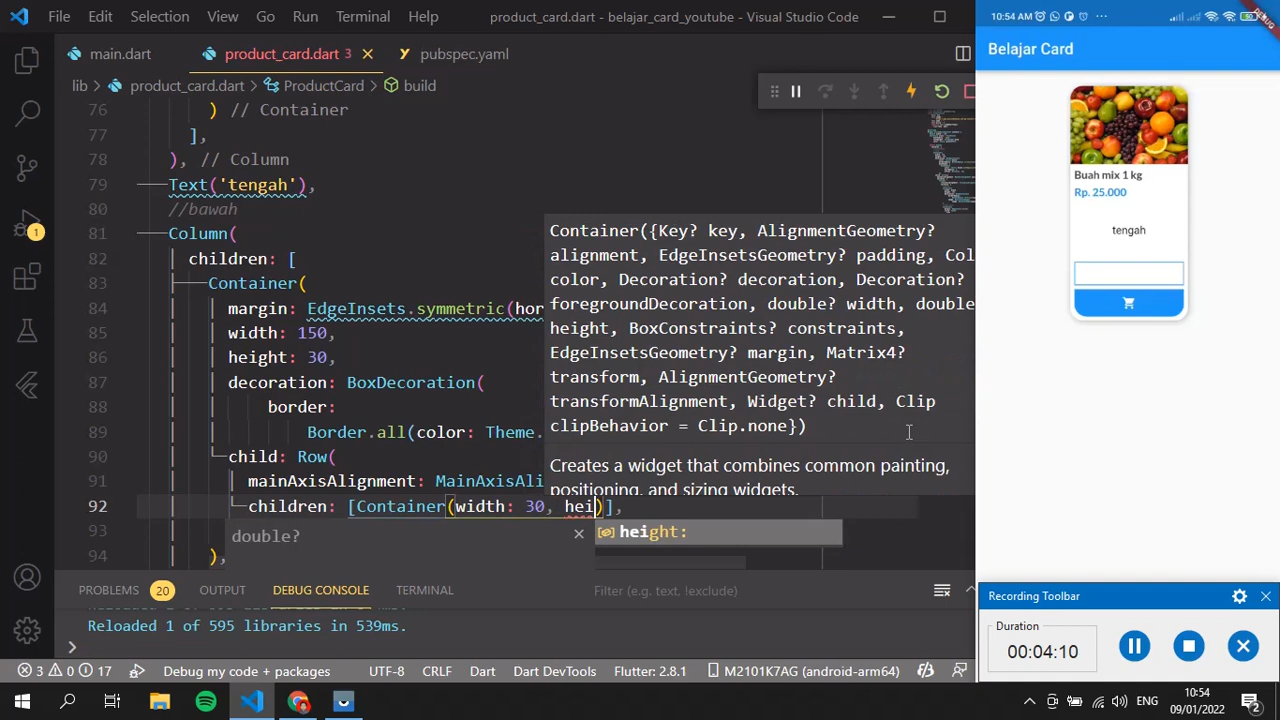 File Edit Selection View Go Run Terminal Help product_card.dart - belajar_card_youtube - Visual Studio Code
main.dart product_card.dart 3 pubspec.yaml
lib > product_card.dart > ProductCard > build
76 ) // Container
77 ],
78 ), // Column
79 Text('tengah'),
80 //bawah
81 Column(
82 children: [
83 Container(
84 margin: EdgeInsets.symmetric(hor
85 width: 150,
86 height: 30,
87 decoration: BoxDecoration(
88 border:
89 Border.all(color: Theme.
90 child: Row(
91 mainAxisAlignment: MainAxisAli
92 children: [Container(width: 30, hei)],
93
94 ),
Container({Key? key, AlignmentGeometry?
alignment, EdgeInsetsGeometry? padding, Col
color, Decoration? decoration, Decoration?
foregroundDecoration, double? width, double
height, BoxConstraints? constraints,
EdgeInsetsGeometry? margin, Matrix4?
transform, AlignmentGeometry?
transformAlignment, Widget? child, Clip
clipBehavior = Clip.none})
Creates a widget that combines common painting,
positioning, and sizing widgets.
double?
height:
PROBLEMS 20 OUTPUT DEBUG CONSOLE TERMINAL Filter (e.g. text, !exclude)
Reloaded 1 of 595 libraries in 539ms.
>
3 0 17 Debug my code + packages UTF-8 CRLF Dart Dart DevTools Flutter: 2.8.1 M2101K7AG (android-arm64)
1
10:54 AM
DEBUG
Belajar Card
Buah mix 1 kg
Rp. 25.000
tengah
Recording Toolbar
Duration
00:04:10
ENG
10:54
09/01/2022
2